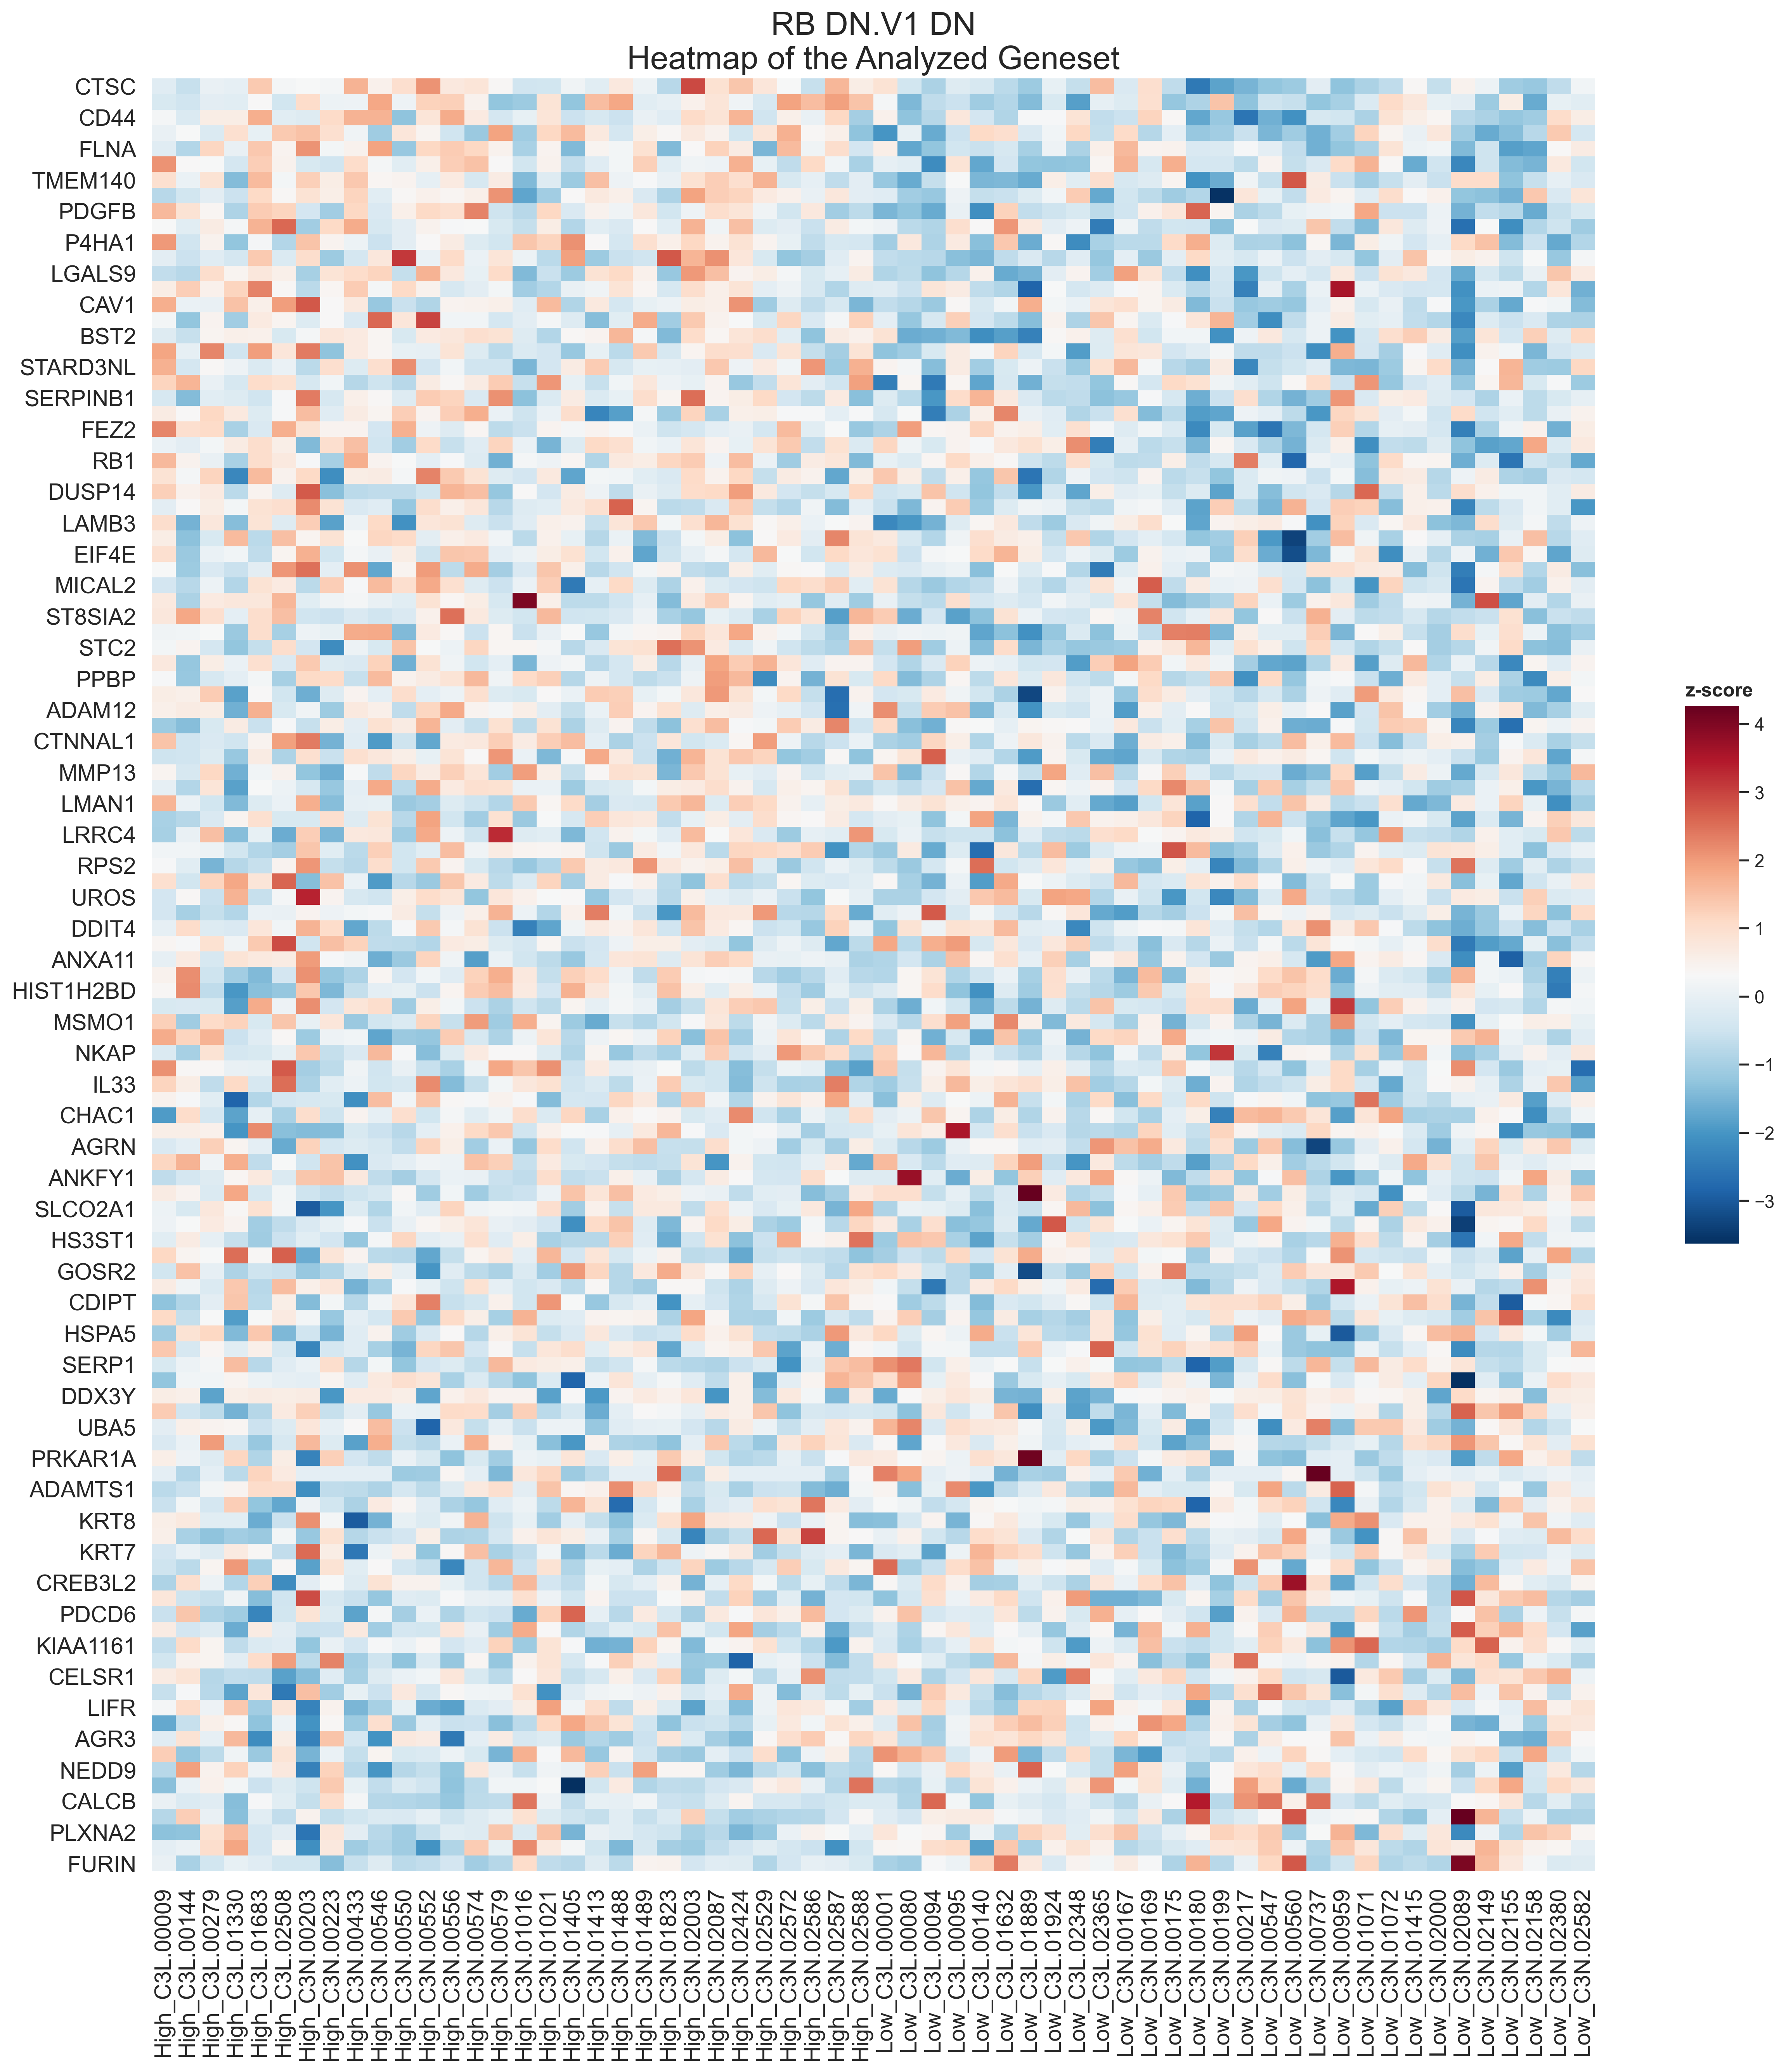 RB DN.V1 DN
Heatmap of the Analyzed Geneset
CTSC
CD44
FLNA
TMEM140
PDGFB
P4HA1
LGALS9
CAV1
BST2
STARD3NL
SERPINB1
FEZ2
RB1
DUSP14
LAMB3
EIF4E
MICAL2
ST8SIA2
STC2
PPBP
ADAM12
CTNNAL1
MMP13
LMAN1
LRRC4
RPS2
UROS
DDIT4
ANXA11
HIST1H2BD
MSMO1
NKAP
IL33
CHAC1
AGRN
ANKFY1
SLCO2A1
HS3ST1
GOSR2
CDIPT
HSPA5
SERP1
DDX3Y
UBA5
PRKAR1A
ADAMTS1
KRT8
KRT7
CREB3L2
PDCD6
KIAA1161
CELSR1
LIFR
AGR3
NEDD9
CALCB
PLXNA2
FURIN
High_C3L.00009
High_C3L.00144
High_C3L.00279
High_C3L.01330
High_C3L.01683
High_C3L.02508
High_C3N.00203
High_C3N.00223
High_C3N.00433
High_C3N.00546
High_C3N.00550
High_C3N.00552
High_C3N.00556
High_C3N.00574
High_C3N.00579
High_C3N.01016
High_C3N.01021
High_C3N.01405
High_C3N.01413
High_C3N.01488
High_C3N.01489
High_C3N.01823
High_C3N.02003
High_C3N.02087
High_C3N.02424
High_C3N.02529
High_C3N.02572
High_C3N.02586
High_C3N.02587
High_C3N.02588
Low_C3L.00001
Low_C3L.00080
Low_C3L.00094
Low_C3L.00095
Low_C3L.00140
Low_C3L.01632
Low_C3L.01889
Low_C3L.01924
Low_C3L.02348
Low_C3L.02365
Low_C3N.00167
Low_C3N.00169
Low_C3N.00175
Low_C3N.00180
Low_C3N.00199
Low_C3N.00217
Low_C3N.00547
Low_C3N.00560
Low_C3N.00737
Low_C3N.00959
Low_C3N.01071
Low_C3N.01072
Low_C3N.01415
Low_C3N.02000
Low_C3N.02089
Low_C3N.02149
Low_C3N.02155
Low_C3N.02158
Low_C3N.02380
Low_C3N.02582
z-score
4
3
2
1
0
−1
−2
−3